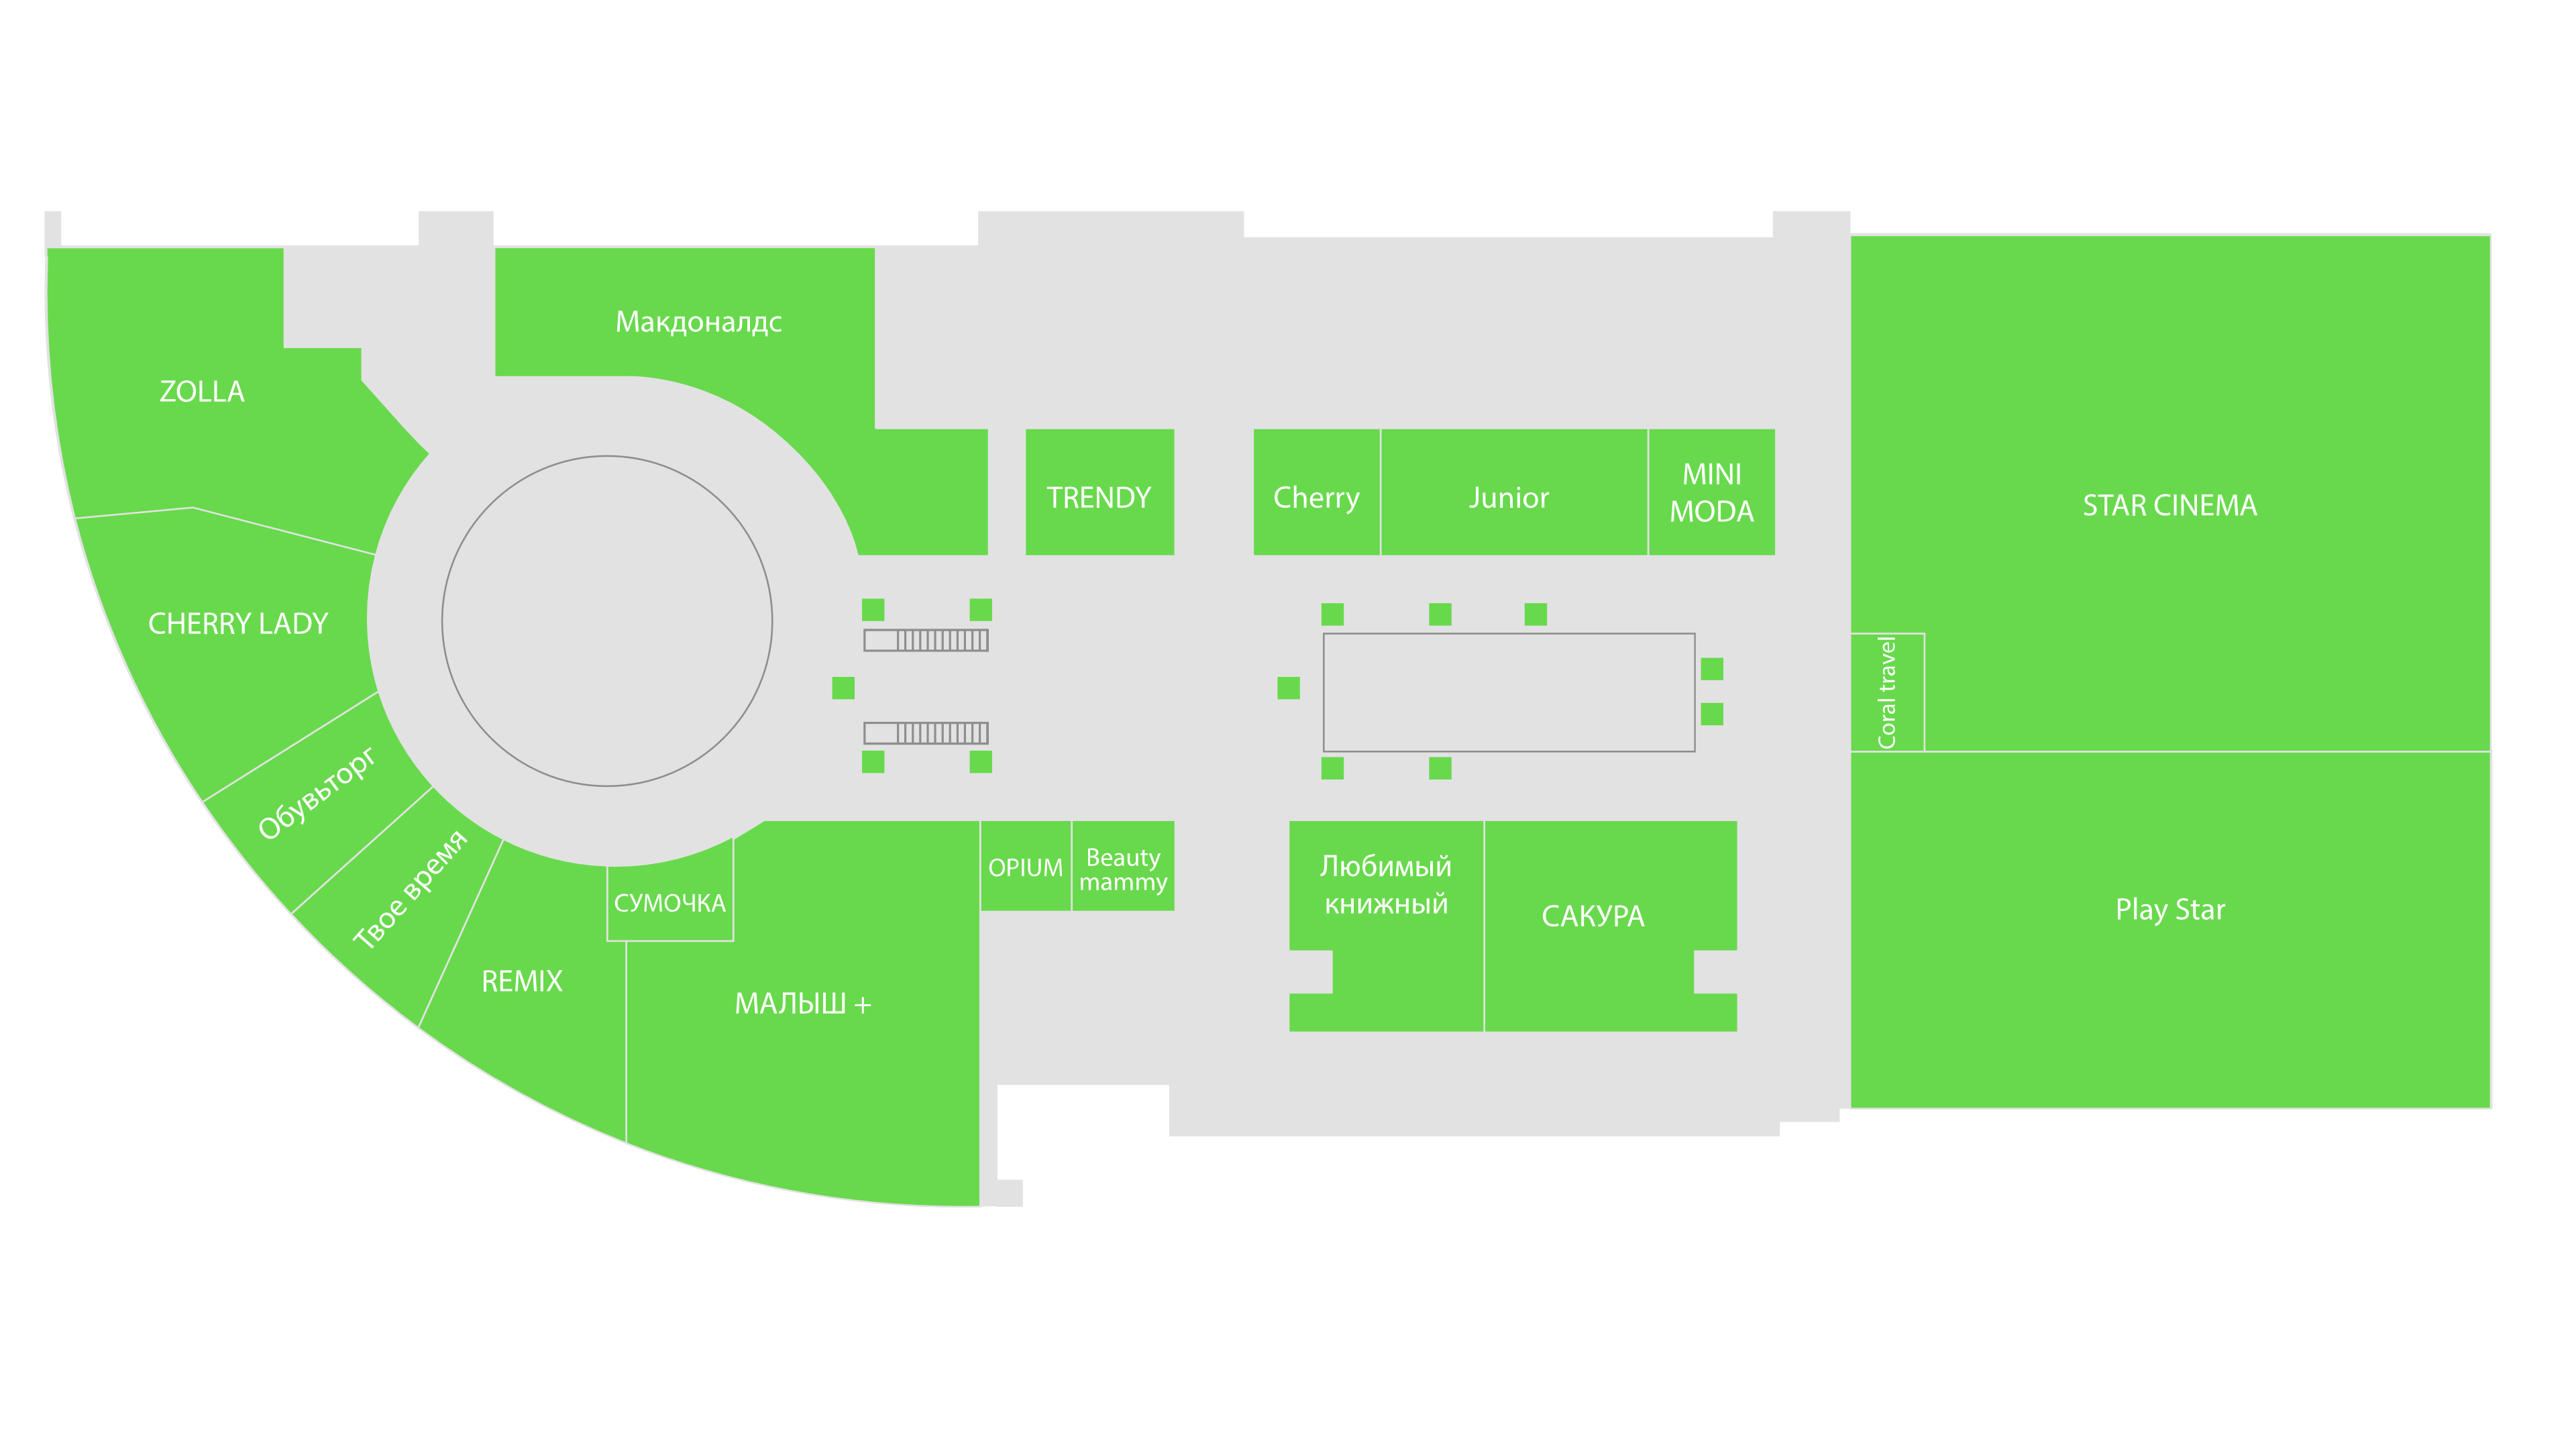 Макдоналдс
ZOLLA
TRENDY
Cherry
Junior
MINI
MODA
STAR CINEMA
CHERRY LADY
Coral travel
Обувьторг
Твое время
REMIX
СУМОЧКА
МАЛЫШ +
OPIUM
Beauty
mammy
Любимый
книжный
САКУРА
Play Star